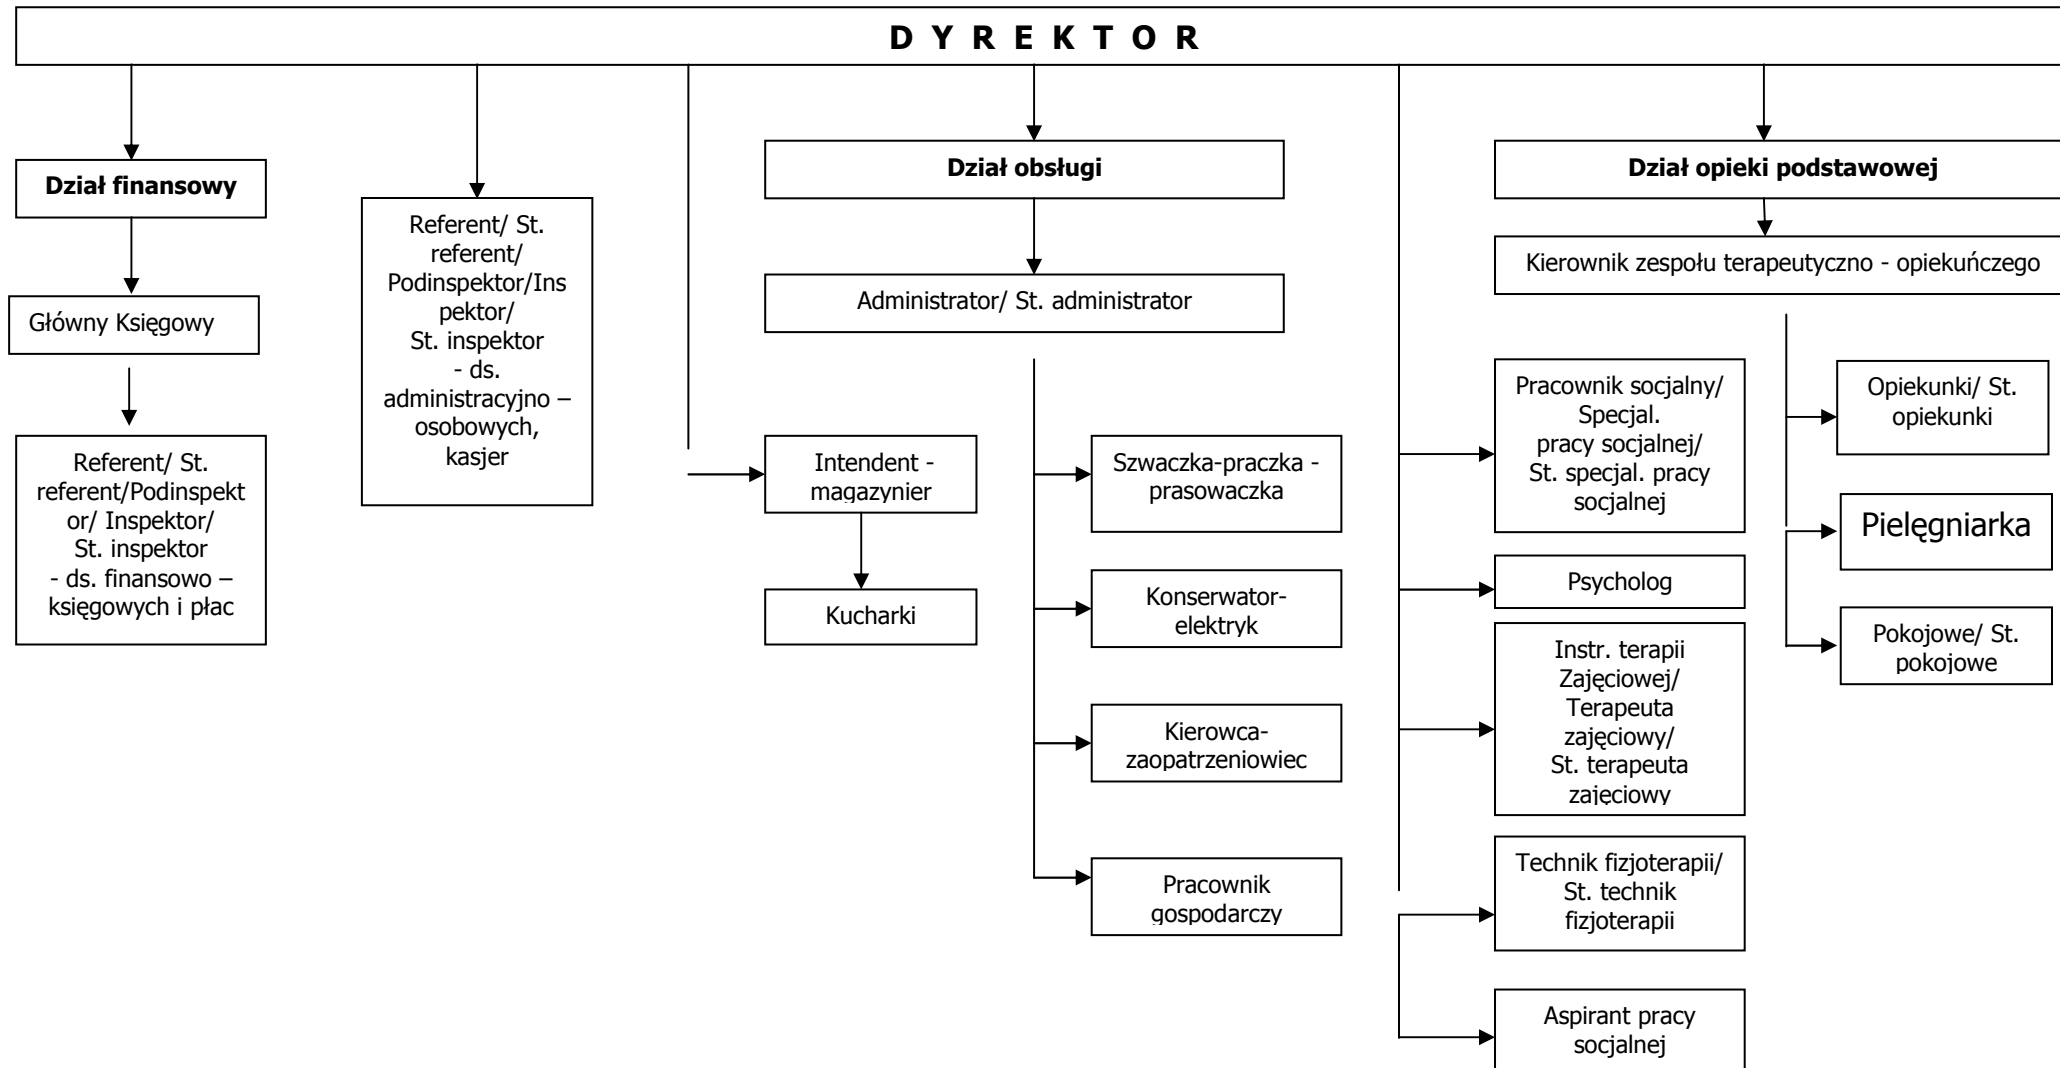 D Y R E K T O R
Dział finansowy
Główny Księgowy
Referent/ St.
referent/Podinspekt
or/ Inspektor/
St. inspektor
- ds. finansowo –
księgowych i płac
Referent/ St.
referent/
Podinspektor/Ins
pektor/
St. inspektor
- ds.
administracyjno –
osobowych,
kasjer
Dział obsługi
Administrator/ St. administrator
Intendent -
magazynier
Kucharki
Szwaczka-praczka -
prasowaczka
Konserwator-
elektryk
Kierowca-
zaopatrzeniowiec
Pracownik
gospodarczy
Dział opieki podstawowej
Kierownik zespołu terapeutyczno - opiekuńczego
Pracownik socjalny/
Specjal.
pracy socjalnej/
St. specjal. pracy
socjalnej
Psycholog
Instr. terapii
Zajęciowej/
Terapeuta
zajęciowy/
St. terapeuta
zajęciowy
Technik fizjoterapii/
St. technik
fizjoterapii
Aspirant pracy
socjalnej
Opiekunki/ St.
opiekunki
Pielęgniarka
Pokojowe/ St.
pokojowe